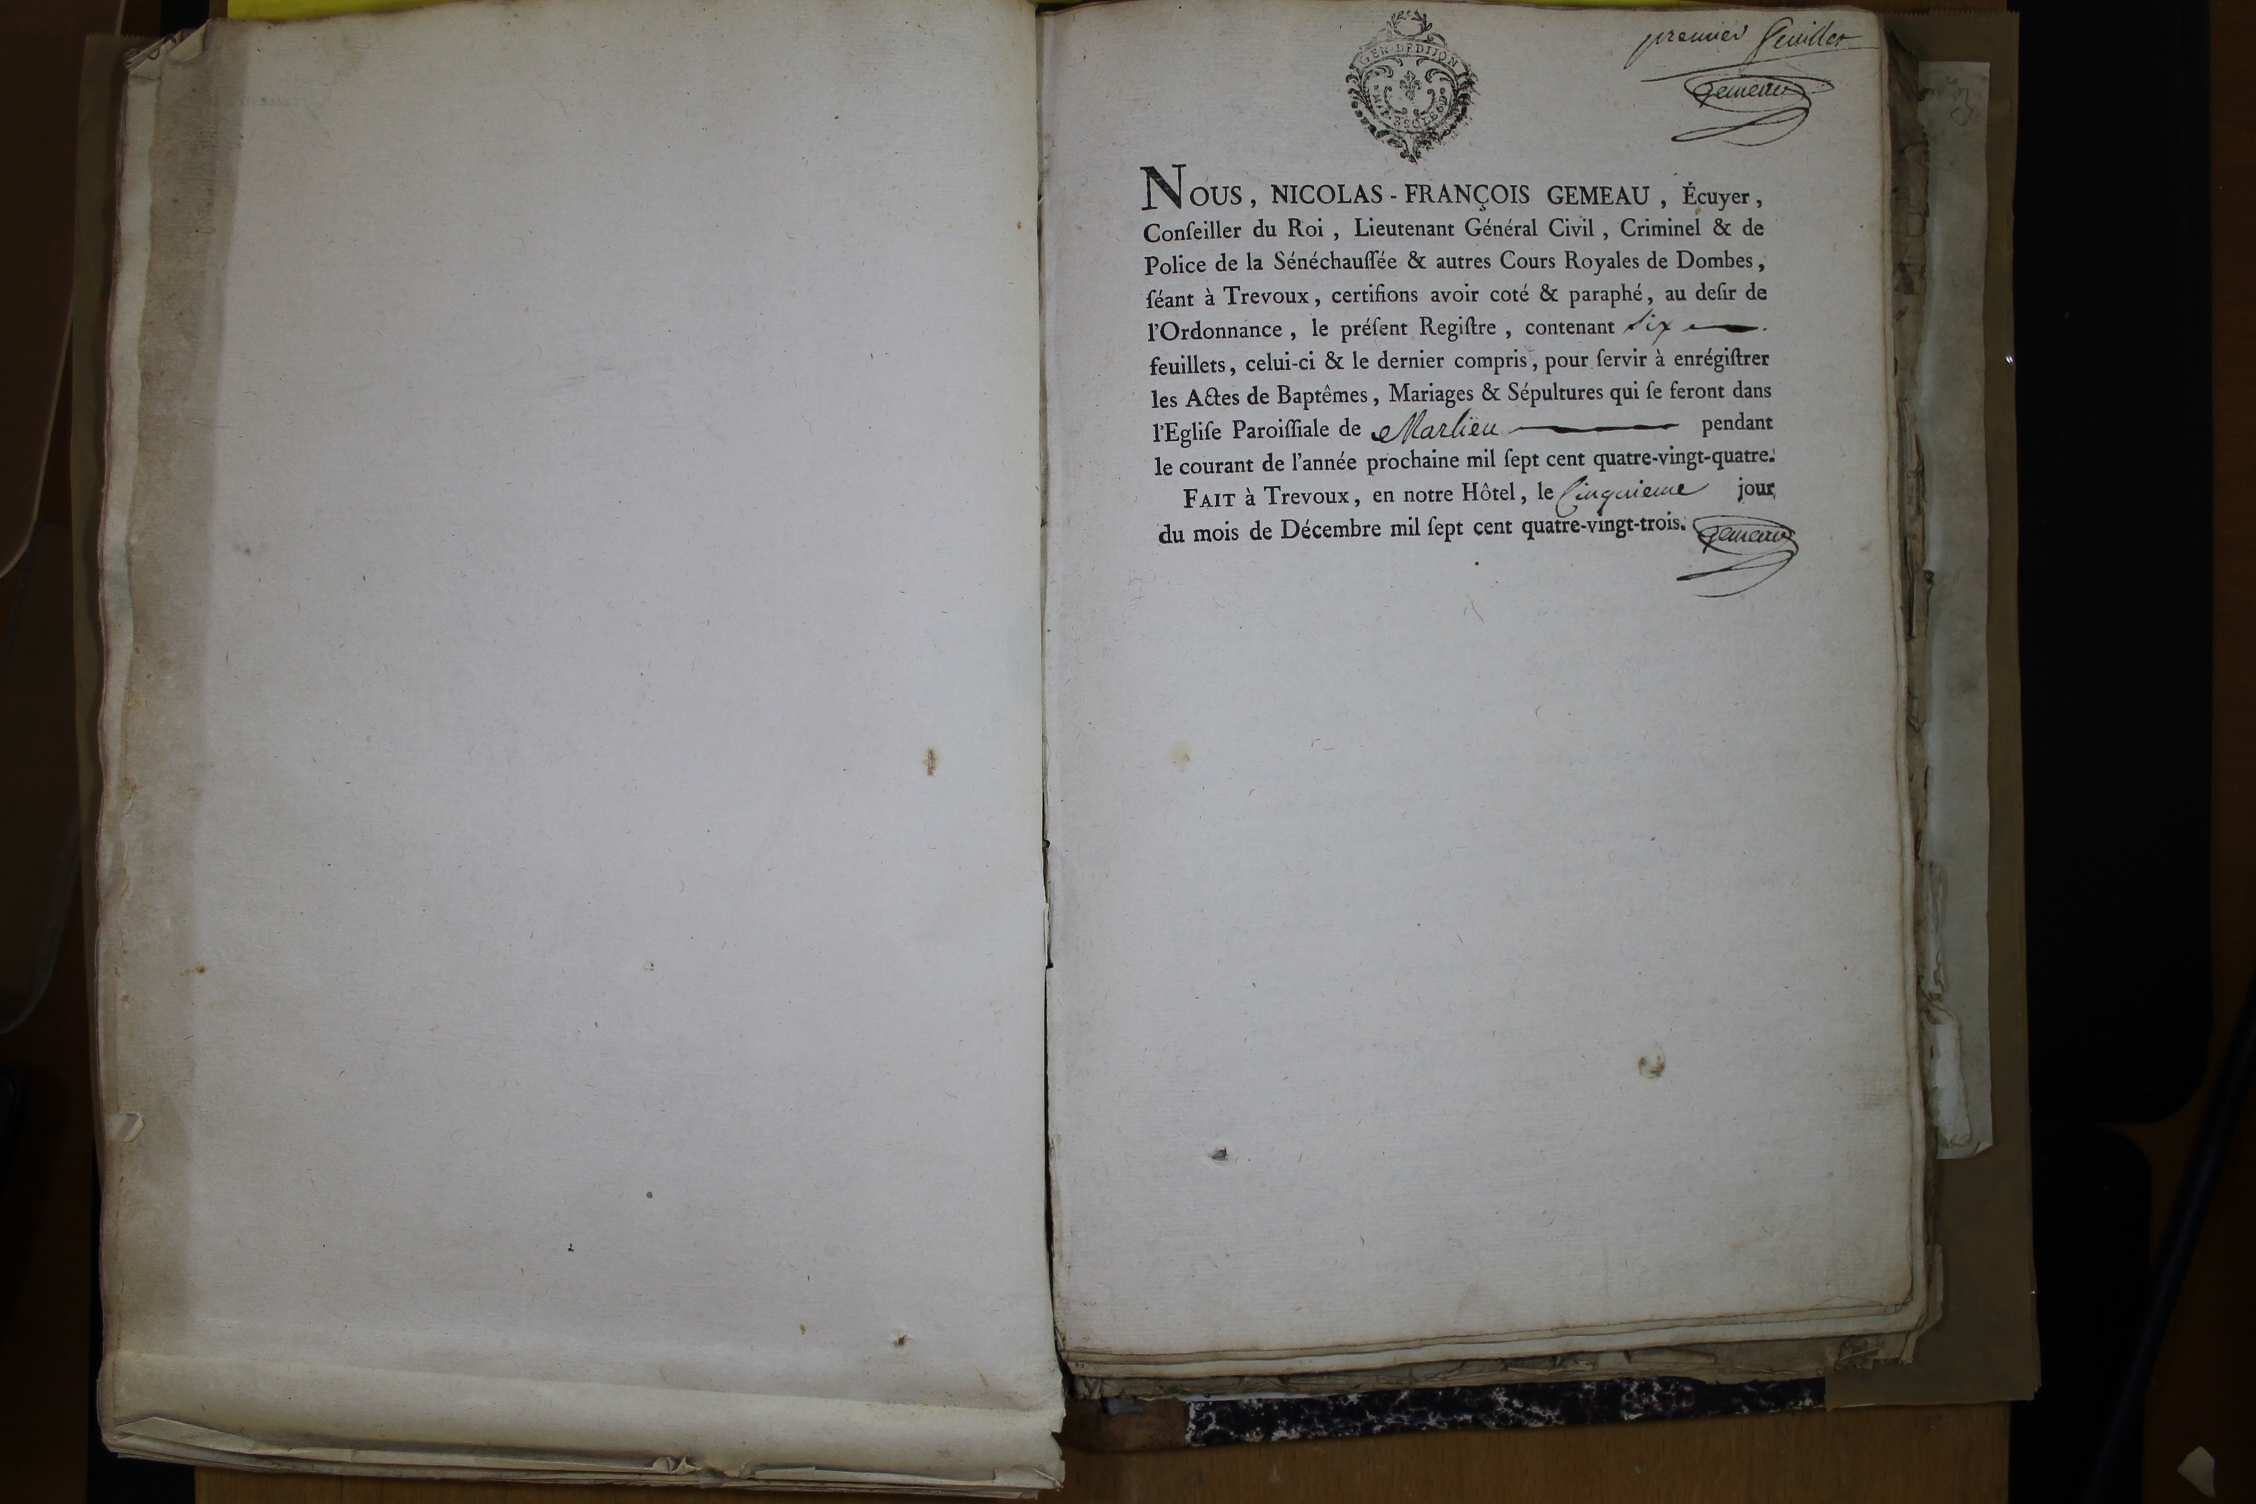 premier feuillet
Gemeau
GEN. DE DIJON
NOUS, NICOLAS-FRANÇOIS GEMEAU, Écuyer,
Conſeiller du Roi, Lieutenant Général Civil, Criminel & de
Police de la Sénéchauſſée & autres Cours Royales de Dombes,
ſéant à Trevoux, certifions avoir coté & paraphé, au deſir de
l'Ordonnance, le préſent Regiſtre, contenant Six
feuillets, celui-ci & le dernier compris, pour ſervir à enrégiſtrer
les Actes de Baptêmes, Mariages & Sépultures qui ſe feront dans
l'Egliſe Paroiſſiale de Marlieu pendant
le courant de l'année prochaine mil ſept cent quatre-vingt-quatre.
FAIT à Trevoux, en notre Hôtel, le Cinquieme jour
du mois de Décembre mil ſept cent quatre-vingt-trois. Gemeau